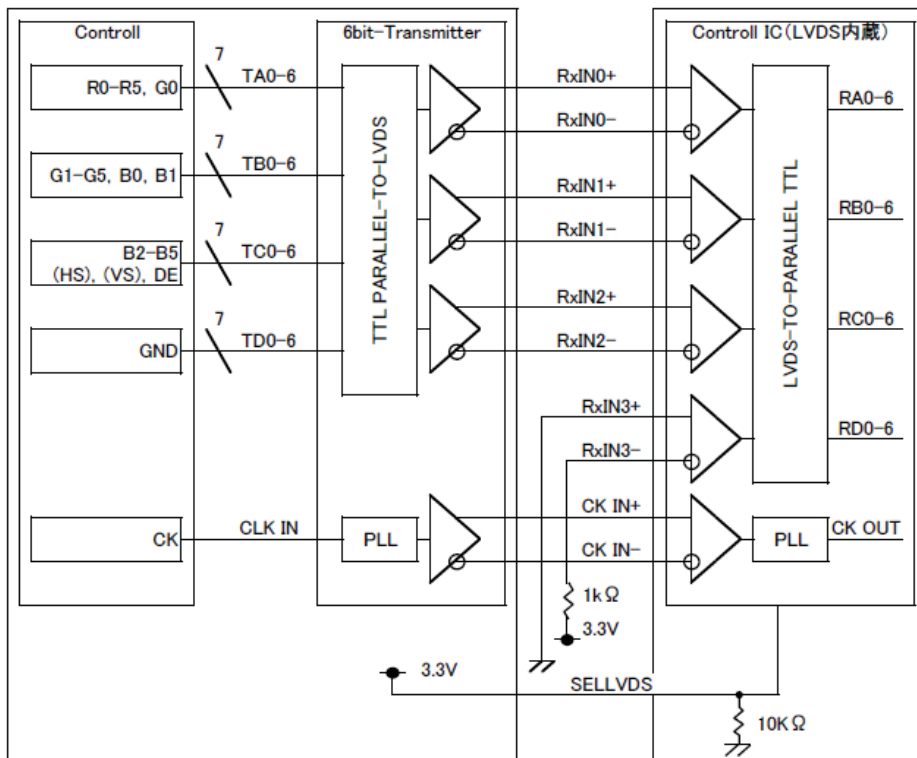 Controll
6bit-Transmitter
Controll IC(LVDS内蔵)
R0-R5, G0
7
TA0-6
G1-G5, B0, B1
7
TB0-6
B2-B5
(HS), (VS), DE
7
TC0-6
GND
7
TD0-6
CK
CLK IN
TTL PARALLEL-TO-LVDS
PLL
RxIN0+
RxIN0-
RxIN1+
RxIN1-
RxIN2+
RxIN2-
RxIN3+
RxIN3-
CK IN+
CK IN-
1kΩ
3.3V
3.3V
SELLVDS
10KΩ
LVDS-TO-PARALLEL TTL
PLL
RA0-6
RB0-6
RC0-6
RD0-6
CK OUT